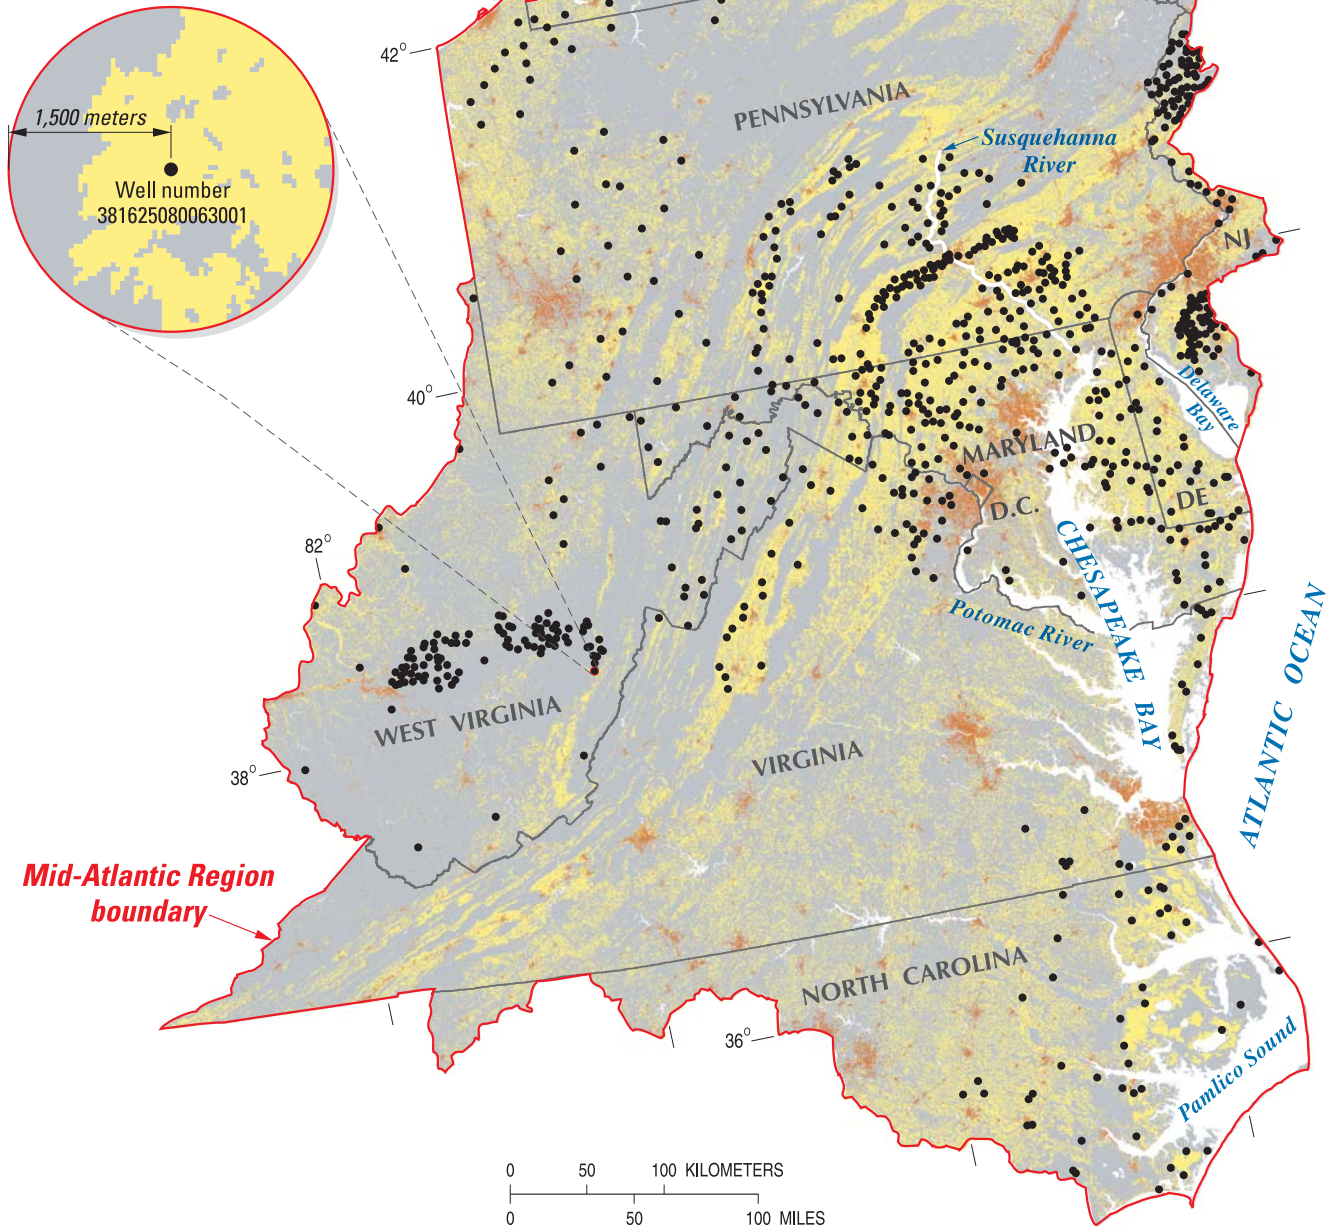 42°
PENNSYLVANIA
1,500 meters
Susquehanna
River
Well number
381625080063001
NJ
40°
Delaware
Bay
MARYLAND
DE
D.C.
82°
CHESAPEAKE BAY
Potomac River
ATLANTIC OCEAN
WEST VIRGINIA
VIRGINIA
38°
Mid-Atlantic Region
boundary
NORTH CAROLINA
36°
Pamlico Sound
0 50 100 KILOMETERS
0 50 100 MILES